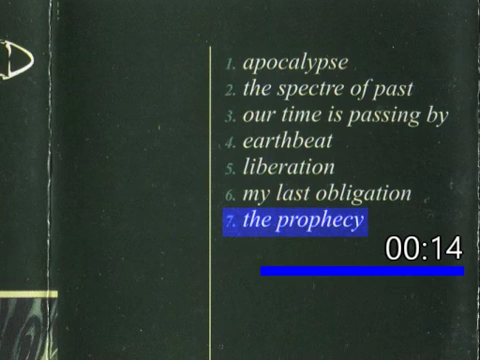 1. apocalypse
2. the spectre of past
3. our time is passing by
4. earthbeat
5. liberation
6. my last obligation
7. the prophecy
00:14